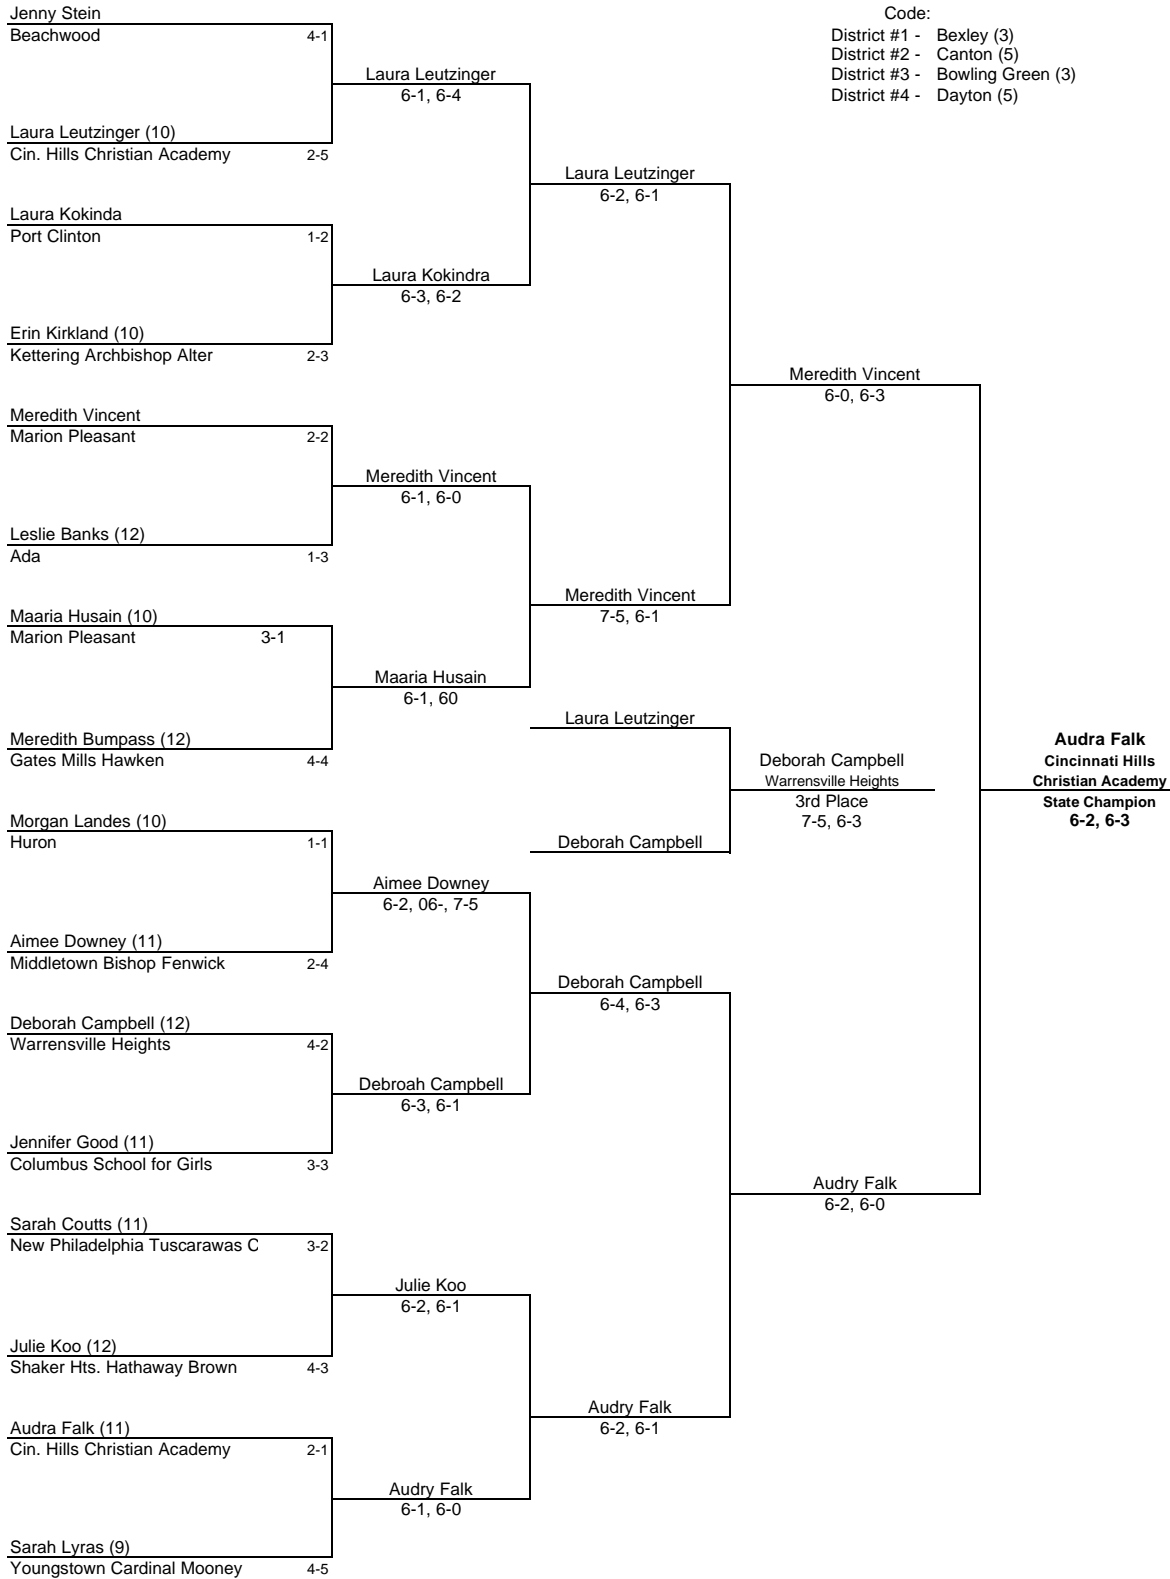 Jenny Stein
Beachwood 4-1
Laura Leutzinger
6-1, 6-4
Laura Leutzinger (10)
Cin. Hills Christian Academy 2-5
Laura Leutzinger
6-2, 6-1
Laura Kokinda
Port Clinton 1-2
Laura Kokindra
6-3, 6-2
Erin Kirkland (10)
Kettering Archbishop Alter 2-3
Meredith Vincent
6-0, 6-3
Meredith Vincent
Marion Pleasant 2-2
Meredith Vincent
6-1, 6-0
Leslie Banks (12)
Ada 1-3
Meredith Vincent
7-5, 6-1
Maaria Husain (10)
Marion Pleasant 3-1
Maaria Husain
6-1, 60
Meredith Bumpass (12)
Gates Mills Hawken 4-4
Laura Leutzinger
Deborah Campbell
Warrensville Heights
3rd Place
7-5, 6-3
Deborah Campbell
Audra Falk
Cincinnati Hills
Christian Academy
State Champion
6-2, 6-3
Morgan Landes (10)
Huron 1-1
Aimee Downey
6-2, 06-, 7-5
Aimee Downey (11)
Middletown Bishop Fenwick 2-4
Deborah Campbell
6-4, 6-3
Deborah Campbell (12)
Warrensville Heights 4-2
Debroah Campbell
6-3, 6-1
Jennifer Good (11)
Columbus School for Girls 3-3
Audry Falk
6-2, 6-0
Sarah Coutts (11)
New Philadelphia Tuscarawas C 3-2
Julie Koo
6-2, 6-1
Julie Koo (12)
Shaker Hts. Hathaway Brown 4-3
Audry Falk
6-2, 6-1
Audra Falk (11)
Cin. Hills Christian Academy 2-1
Audry Falk
6-1, 6-0
Sarah Lyras (9)
Youngstown Cardinal Mooney 4-5
Code:
District #1 - Bexley (3)
District #2 - Canton (5)
District #3 - Bowling Green (3)
District #4 - Dayton (5)